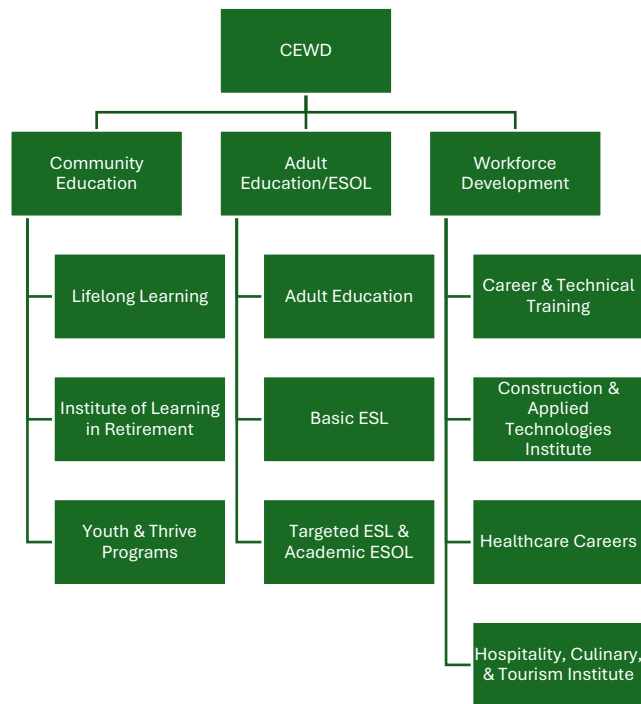 CEWD
Community
Education
Adult
Education/ESOL
Workforce
Development
Lifelong Learning
Adult Education
Career & Technical
Training
Institute of Learning
in Retirement
Basic ESL
Construction &
Applied
Technologies
Institute
Youth & Thrive
Programs
Targeted ESL &
Academic ESOL
Healthcare Careers
Hospitality, Culinary,
& Tourism Institute